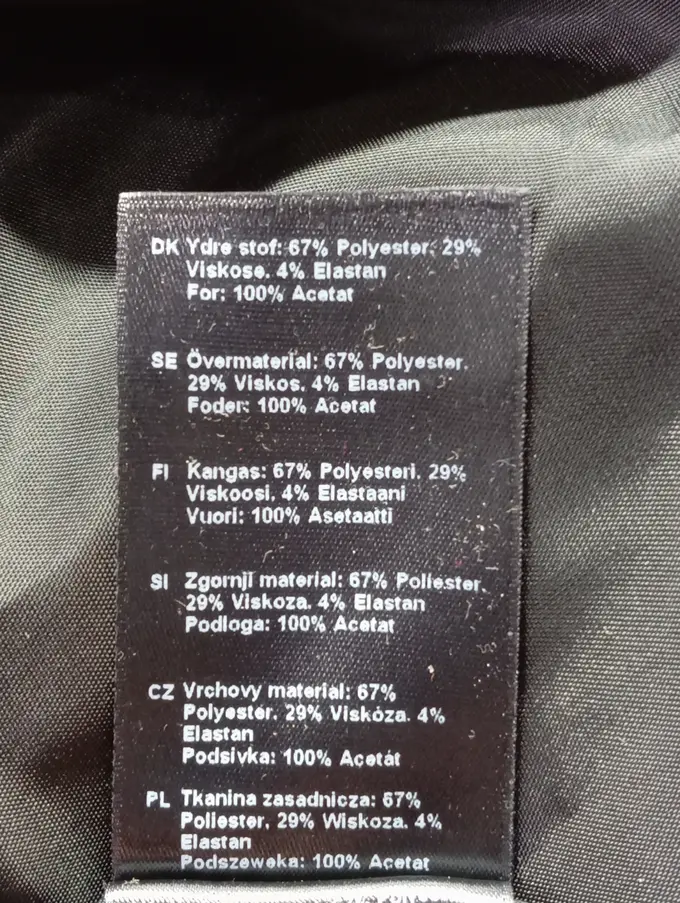 DK Ydre stof: 67% Polyester, 29%
Viskose, 4% Elastan
For: 100% Acetat
SE Övermaterial: 67% Polyester,
29% Viskos, 4% Elastan
Foder: 100% Acetat
FI Kangas: 67% Polyesteri, 29%
Viskoosi, 4% Elastaani
Vuori: 100% Asetaatti
SI Zgornji material: 67% Poliester,
29% Viskoza, 4% Elastan
Podloga: 100% Acetat
CZ Vrchovy material: 67%
Polyester, 29% Viskóza, 4%
Elastan
Podsivka: 100% Acetát
PL Tkanina zasadnicza: 67%
Poliester, 29% Wiskoza, 4%
Elastan
Podszeweka: 100% Acetat